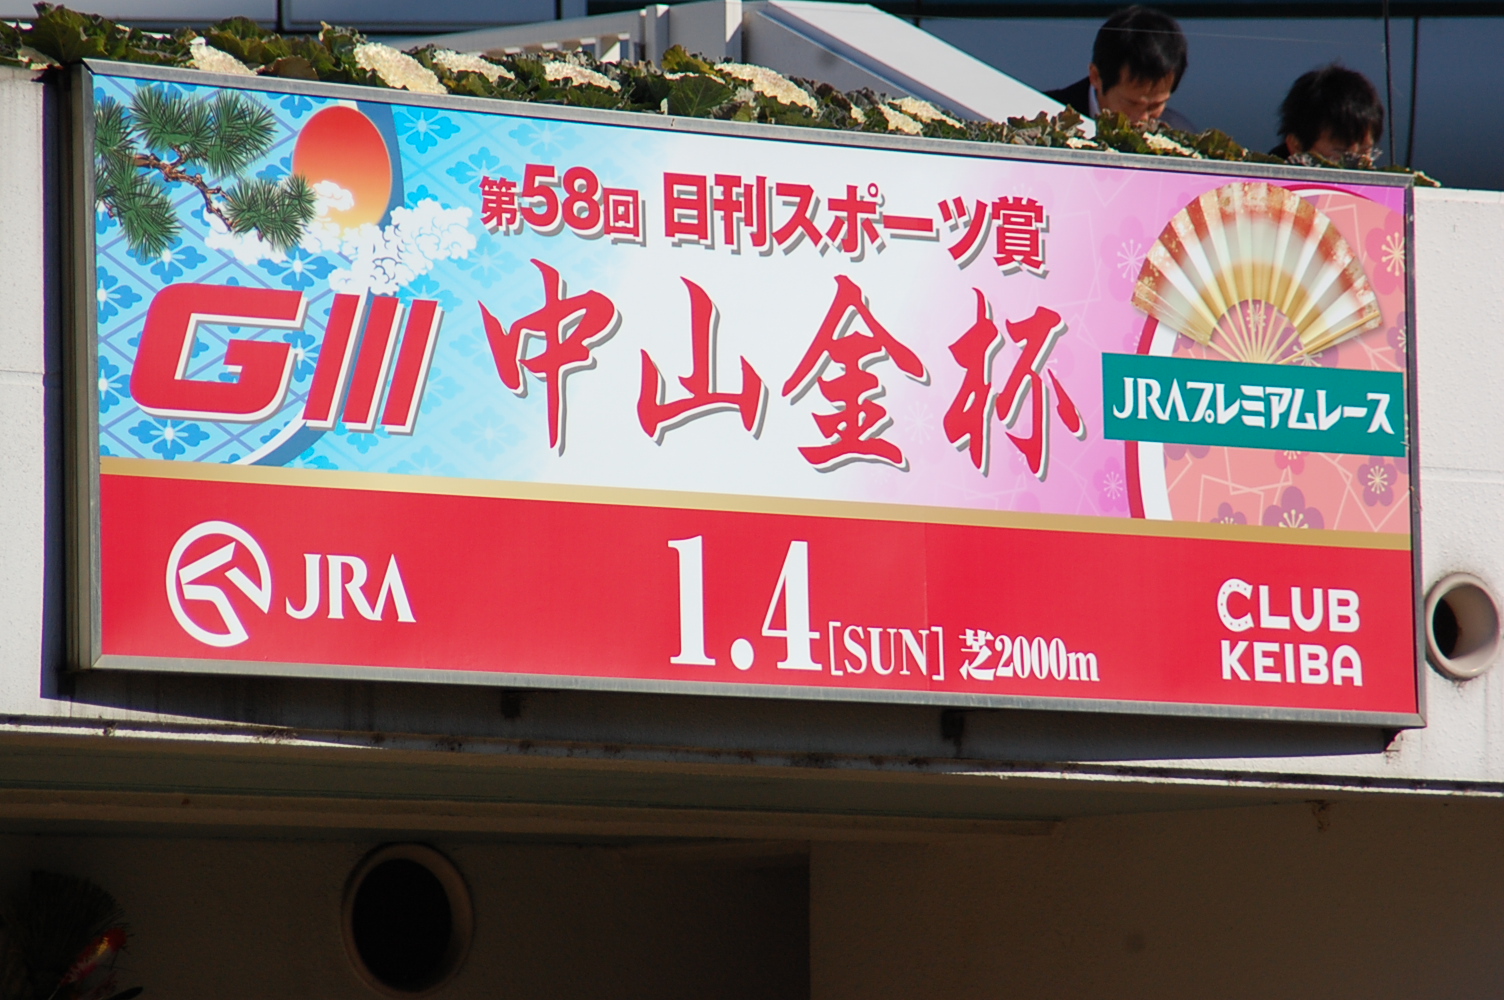 第58回 日刊スポーツ賞
GIII 中山金杯
JRAプレミアムレース
JRA
1.4[SUN] 芝2000m
CLUB
KEIBA